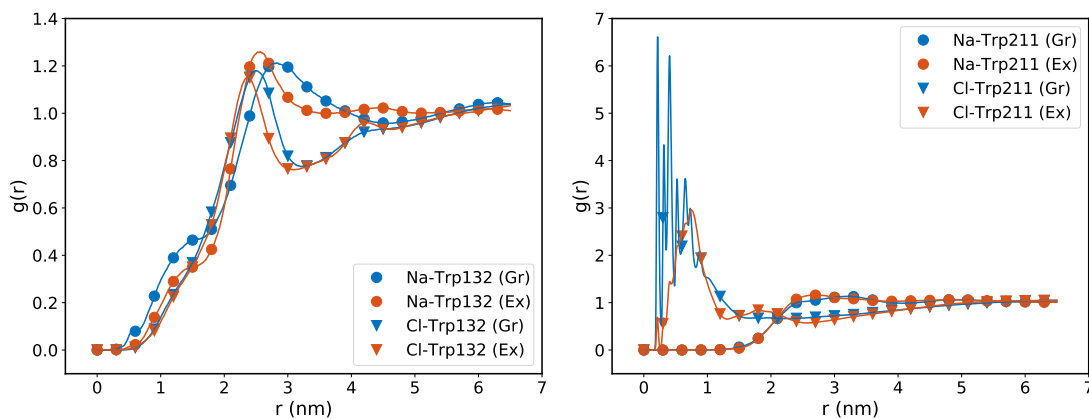 1.4
1.2
1.0
0.8
0.6
0.4
0.2
0.0
g(r)
0 1 2 3 4 5 6 7
r (nm)
Na-Trp132 (Gr)
Na-Trp132 (Ex)
Cl-Trp132 (Gr)
Cl-Trp132 (Ex)
7
6
5
4
3
2
1
0
g(r)
0 1 2 3 4 5 6 7
r (nm)
Na-Trp211 (Gr)
Na-Trp211 (Ex)
Cl-Trp211 (Gr)
Cl-Trp211 (Ex)